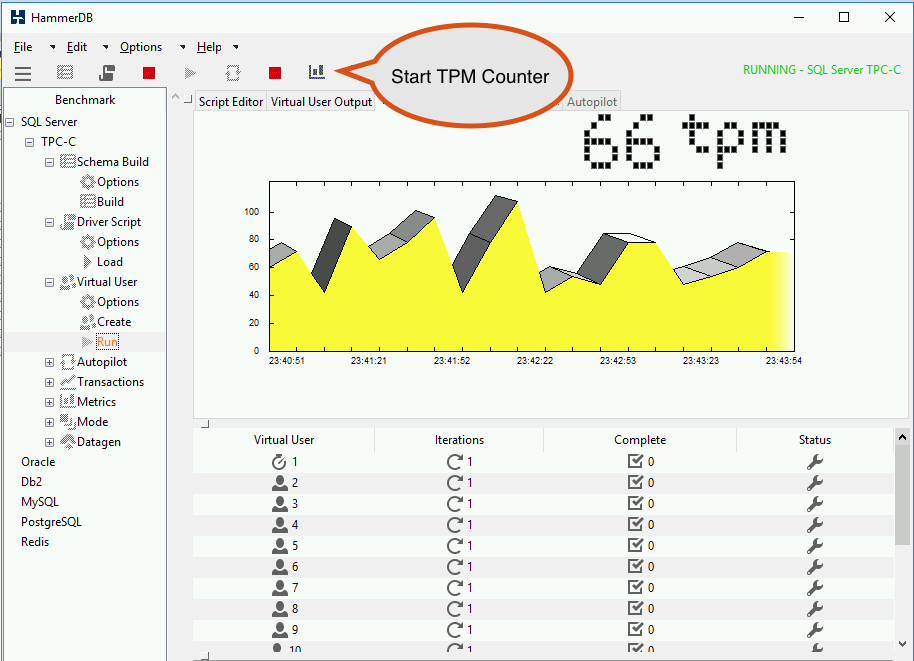 HammerDB
File Edit Options Help
Start TPM Counter
RUNNING - SQL Server TPC-C
Benchmark
SQL Server
TPC-C
Schema Build
Options
Build
Driver Script
Options
Load
Virtual User
Options
Create
Run
Autopilot
Transactions
Metrics
Mode
Datagen
Oracle
Db2
MySQL
PostgreSQL
Redis
Script Editor Virtual User Output Autopilot
66 tpm
100
80
60
40
20
0
23:40:51 23:41:21 23:41:52 23:42:22 23:42:53 23:43:23 23:43:54
Virtual User Iterations Complete Status
1 1 0
2 1 0
3 1 0
4 1 0
5 1 0
6 1 0
7 1 0
8 1 0
9 1 0
10 1 0